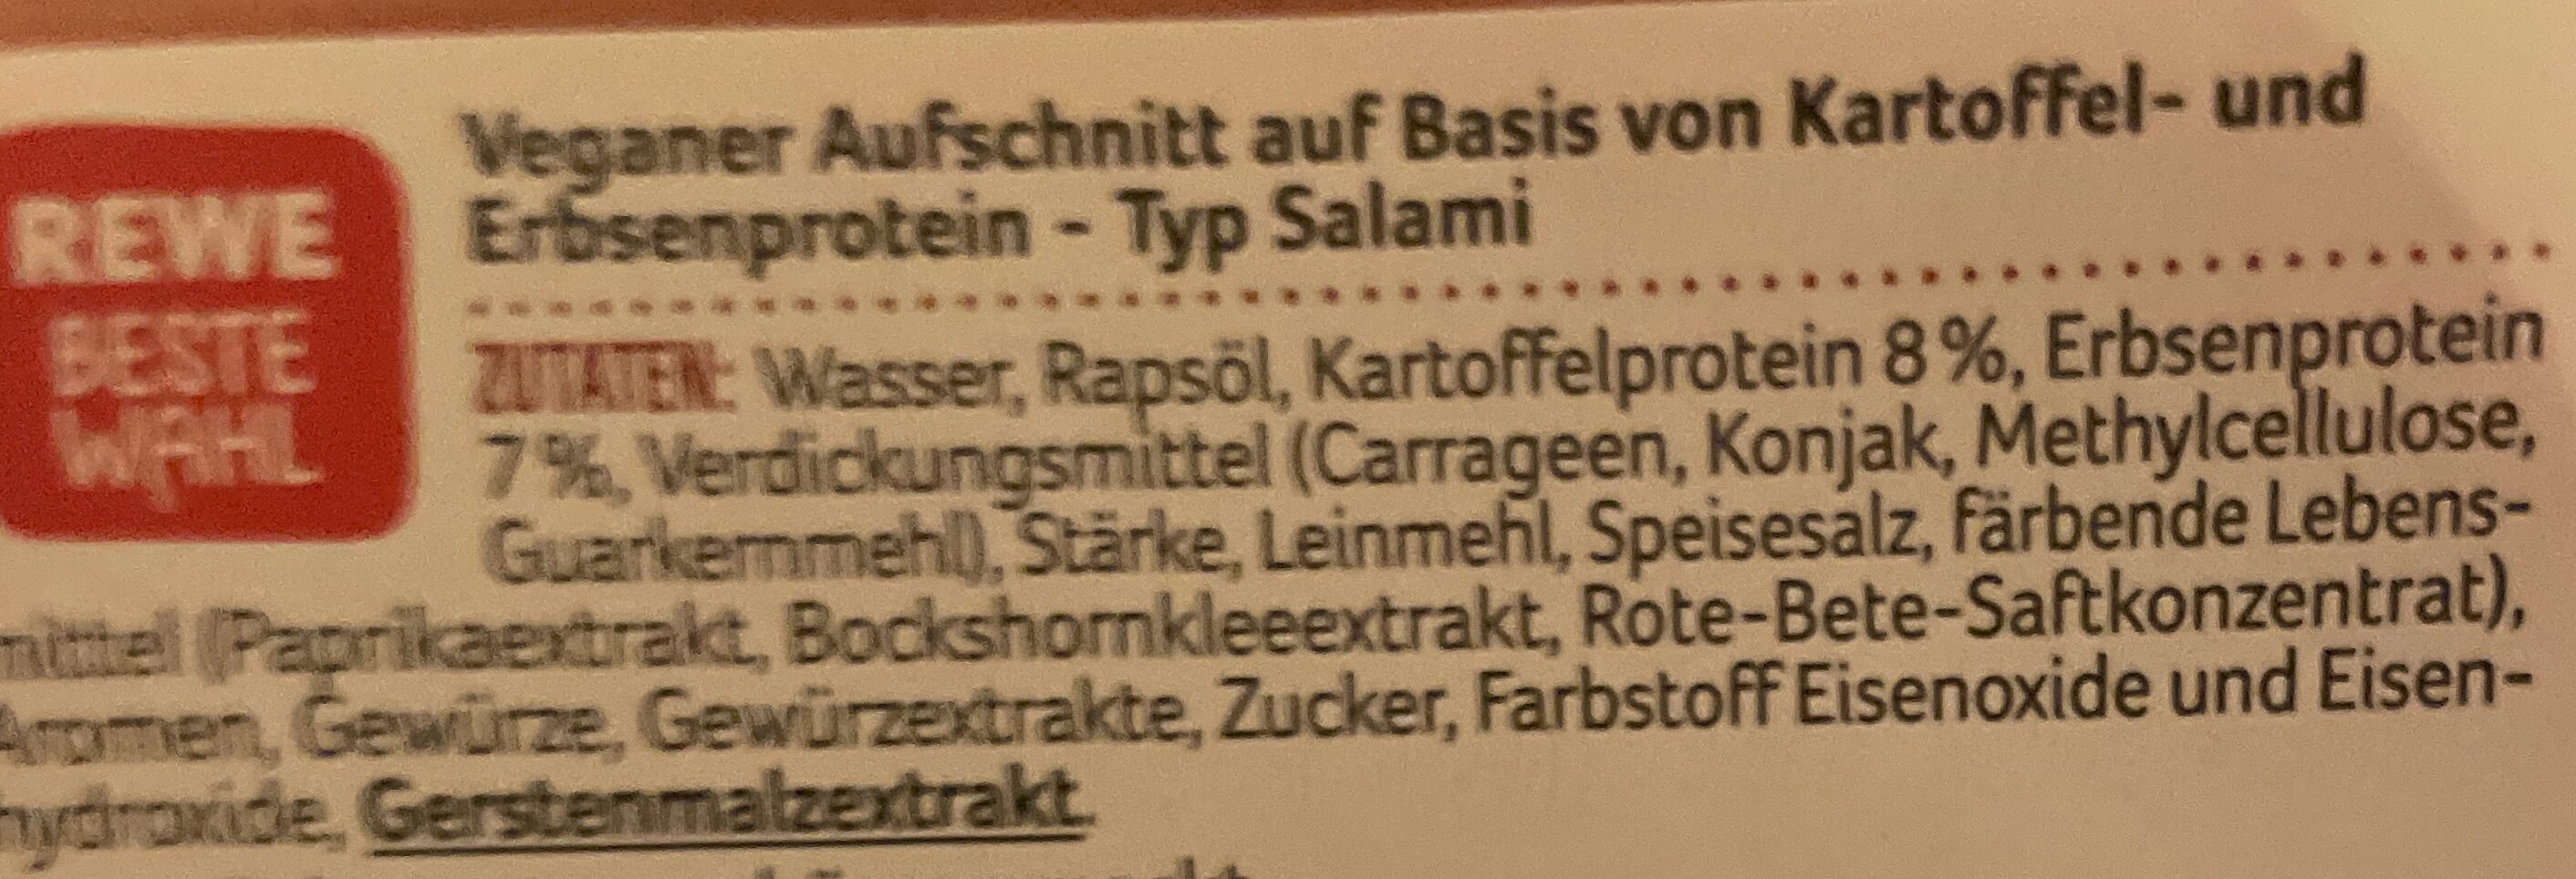 REWE
BESTE
WAHL
Veganer Aufschnitt auf Basis von Kartoffel- und
Erbsenprotein - Typ Salami
ZUTATEN: Wasser, Rapsöl, Kartoffelprotein 8 %, Erbsenprotein
7 %, Verdickungsmittel (Carrageen, Konjak, Methylcellulose,
Guarkernmehl), Stärke, Leinmehl, Speisesalz, färbende Lebens-
mittel (Paprikaextrakt, Bockshornkleeextrakt, Rote-Bete-Saftkonzentrat),
Aromen, Gewürze, Gewürzextrakte, Zucker, Farbstoff Eisenoxide und Eisen-
hydroxide, Gerstenmalzextrakt.